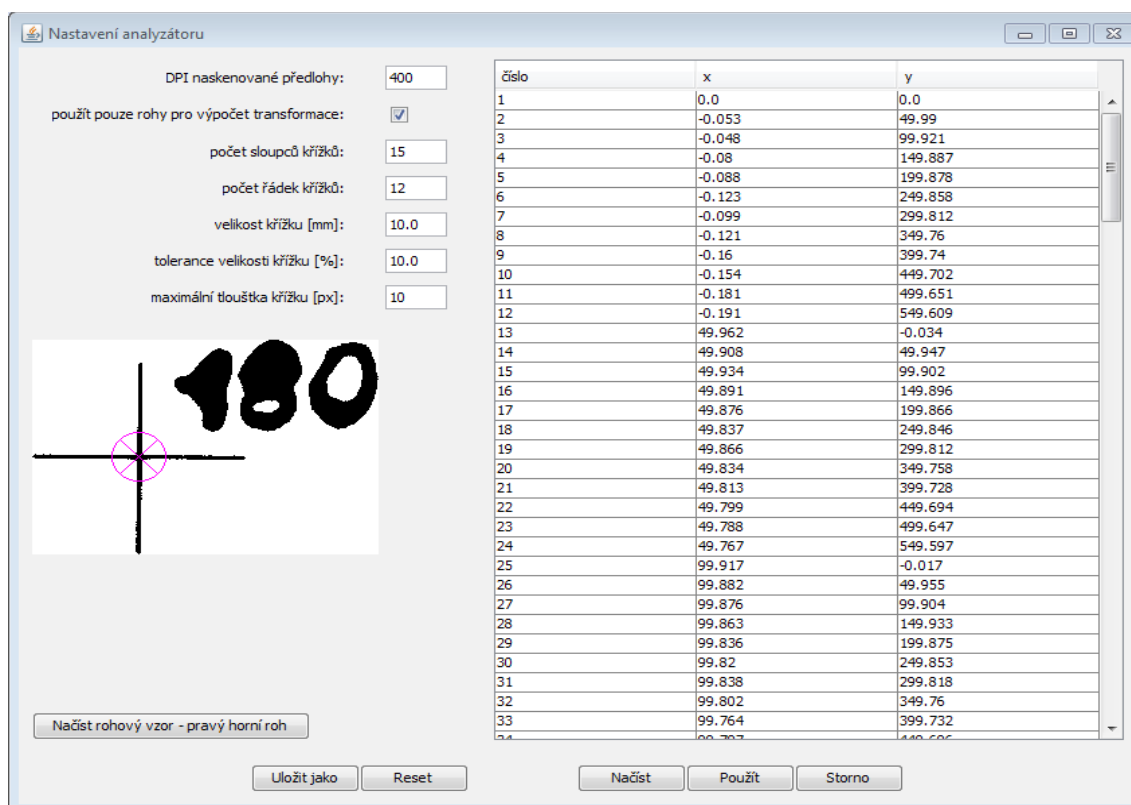 Nastavení analyzátoru
DPI naskenované předlohy: 400
použít pouze rohy pro výpočet transformace:
počet sloupců křížků: 15
počet řádek křížků: 12
velikost křížku [mm]: 10.0
tolerance velikosti křížku [%]: 10.0
maximální tlouštka křížku [px]: 10
180
Načíst rohový vzor - pravý horní roh
číslo x y
1 0.0 0.0
2 -0.053 49.99
3 -0.048 99.921
4 -0.08 149.887
5 -0.088 199.878
6 -0.123 249.858
7 -0.099 299.812
8 -0.121 349.76
9 -0.16 399.74
10 -0.154 449.702
11 -0.181 499.651
12 -0.191 549.609
13 49.962 -0.034
14 49.908 49.947
15 49.934 99.902
16 49.891 149.896
17 49.876 199.866
18 49.837 249.846
19 49.866 299.812
20 49.834 349.758
21 49.813 399.728
22 49.799 449.694
23 49.788 499.647
24 49.767 549.597
25 99.917 -0.017
26 99.882 49.955
27 99.876 99.904
28 99.863 149.933
29 99.836 199.875
30 99.82 249.853
31 99.838 299.818
32 99.802 349.76
33 99.764 399.732
Uložit jako Reset Načíst Použít Storno